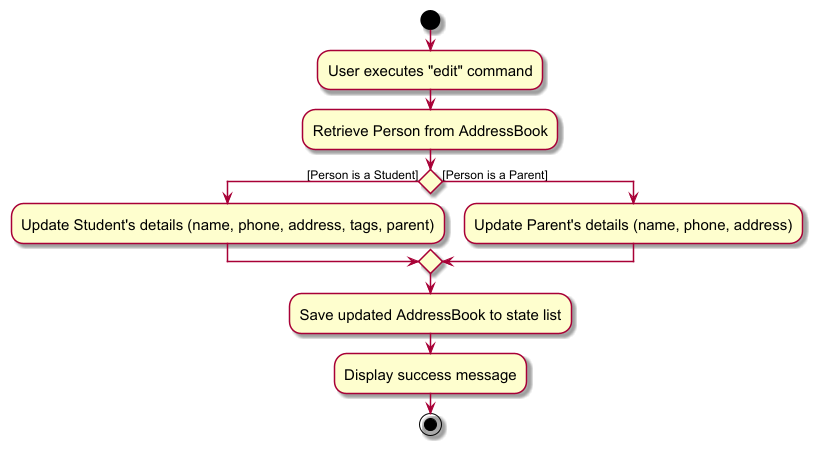 User executes "edit" command
Retrieve Person from AddressBook
[Person is a Student]
[Person is a Parent]
Update Student's details (name, phone, address, tags, parent)
Update Parent's details (name, phone, address)
Save updated AddressBook to state list
Display success message